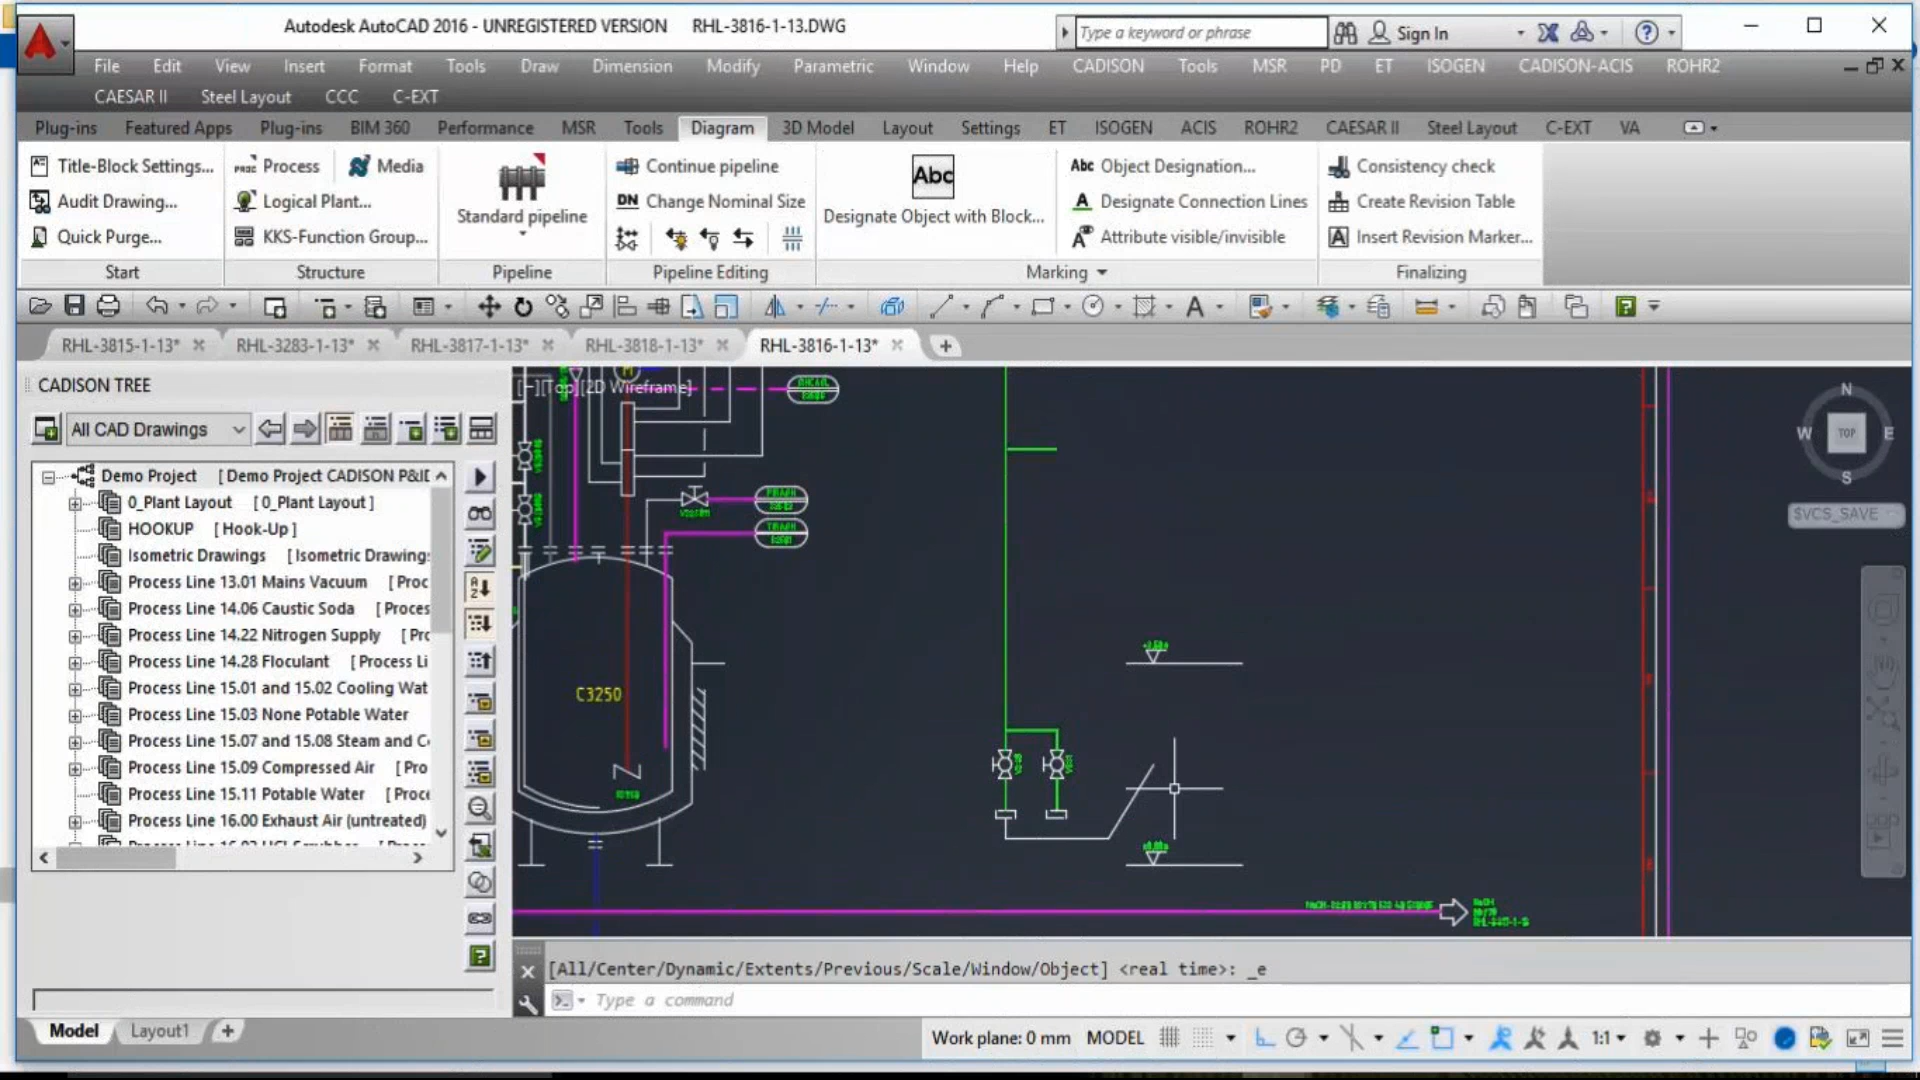 Autodesk AutoCAD 2016 - UNREGISTERED VERSION RHL-3816-1-13.DWG
Type a keyword or phrase
Sign In
File Edit View Insert Format Tools Draw Dimension Modify Parametric Window Help CADISON Tools MSR PD ET ISOGEN CADISON-ACIS ROHR2
CAESAR II Steel Layout CCC C-EXT
Plug-ins Featured Apps Plug-ins BIM 360 Performance MSR Tools Diagram 3D Model Layout Settings ET ISOGEN ACIS ROHR2 CAESAR II Steel Layout C-EXT VA
Title-Block Settings... PROC Process Media Continue pipeline Abc Abc Object Designation... Consistency check
Audit Drawing... Logical Plant... Standard pipeline DN Change Nominal Size Designate Object with Block... A Designate Connection Lines Create Revision Table
Quick Purge... KKS-Function Group... Attribute visible/invisible A Insert Revision Marker...
Start Structure Pipeline Pipeline Editing Marking Finalizing
RHL-3815-1-13* RHL-3283-1-13* RHL-3817-1-13* RHL-3818-1-13* RHL-3816-1-13*
CADISON TREE
All CAD Drawings
Demo Project [ Demo Project CADISON P&ID
0_Plant Layout [ 0_Plant Layout ]
HOOKUP [ Hook-Up ]
Isometric Drawings [ Isometric Drawing
Process Line 13.01 Mains Vacuum [ Proc
Process Line 14.06 Caustic Soda [ Proces
Process Line 14.22 Nitrogen Supply [ Prc
Process Line 14.28 Floculant [ Process Li
Process Line 15.01 and 15.02 Cooling Wat
Process Line 15.03 None Potable Water
Process Line 15.07 and 15.08 Steam and C
Process Line 15.09 Compressed Air [ Pro
Process Line 15.11 Potable Water [ Proce
Process Line 16.00 Exhaust Air (untreated)
[−][Top][2D Wireframe]
M
C3250
N
W TOP E
S
$VCS_SAVE
[All/Center/Dynamic/Extents/Previous/Scale/Window/Object] <real time>: _e
Type a command
Model Layout1
Work plane: 0 mm MODEL 1:1